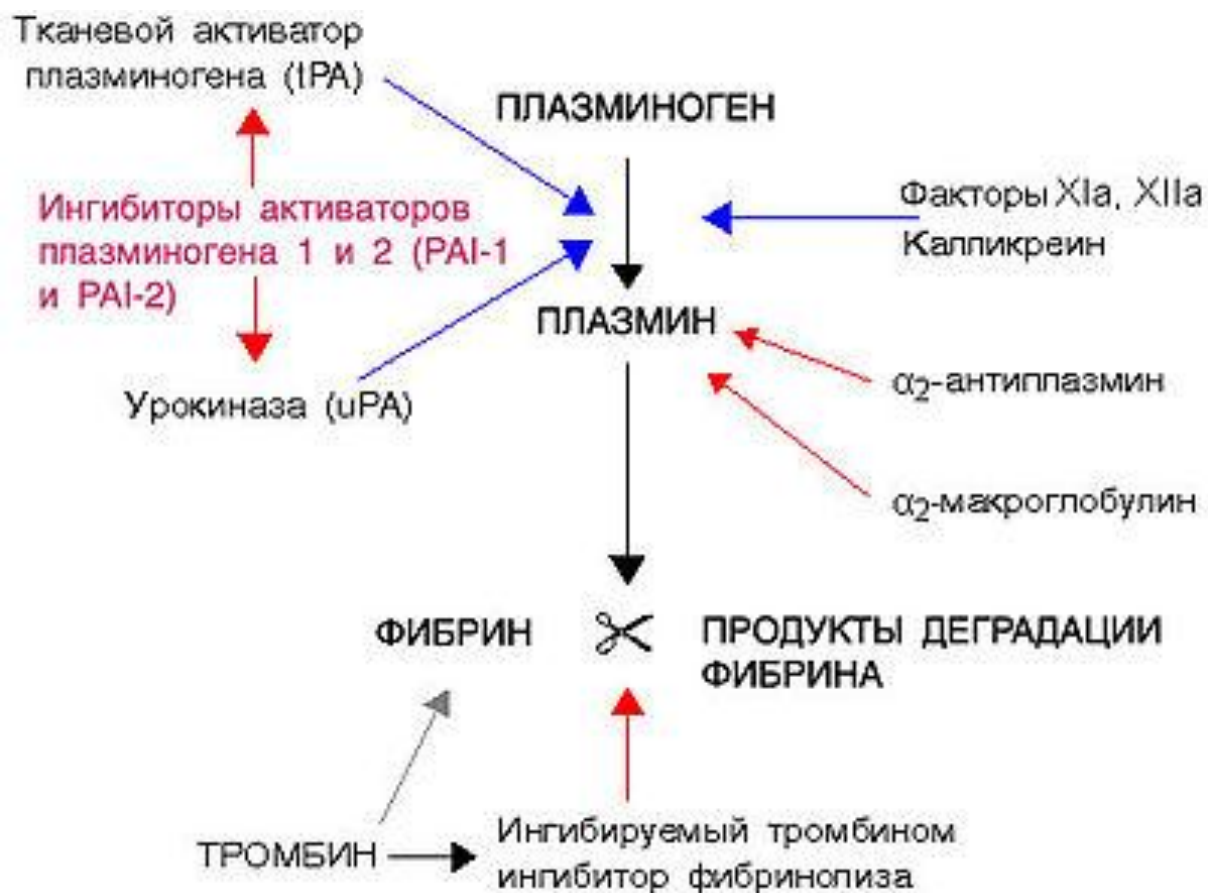 Тканевой активатор
плазминогена (tPA)
ПЛАЗМИНОГЕН
Ингибиторы активаторов
плазминогена 1 и 2 (PAI-1
и PAI-2)
Факторы XIa, XIIa
Калликреин
ПЛАЗМИН
Урокиназа (uPA)
α₂-антиплазмин
α₂-макроглобулин
ФИБРИН
ПРОДУКТЫ ДЕГРАДАЦИИ
ФИБРИНА
ТРОМБИН
Ингибируемый тромбином
ингибитор фибринолиза